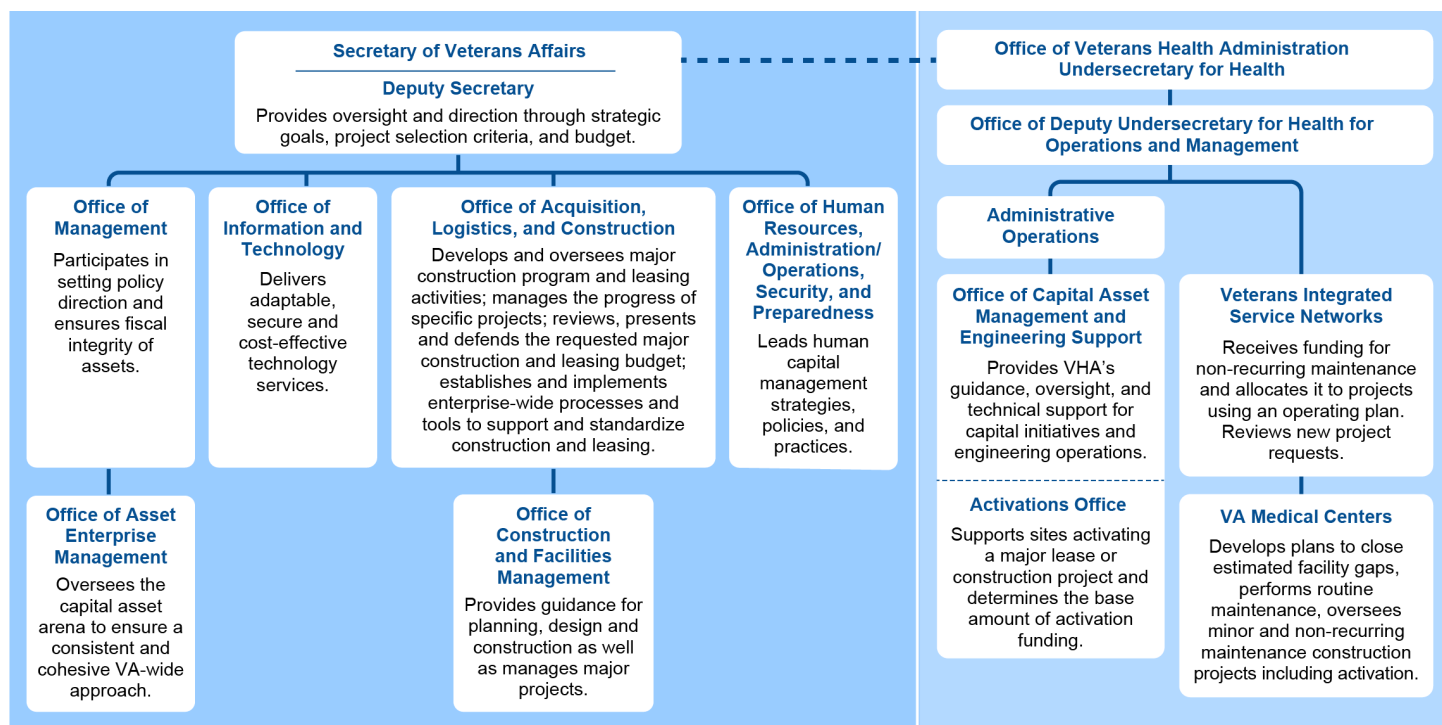 Secretary of Veterans Affairs
Deputy Secretary
Provides oversight and direction through strategic
goals, project selection criteria, and budget.
Office of
Management
Participates in
setting policy
direction and
ensures fiscal
integrity of
assets.
Office of
Information and
Technology
Delivers
adaptable,
secure and
cost-effective
technology
services.
Office of Acquisition,
Logistics, and Construction
Develops and oversees major
construction program and leasing
activities; manages the progress of
specific projects; reviews, presents
and defends the requested major
construction and leasing budget;
establishes and implements
enterprise-wide processes and
tools to support and standardize
construction and leasing.
Office of Human
Resources,
Administration/
Operations,
Security, and
Preparedness
Leads human
capital
management
strategies,
policies, and
practices.
Office of Asset
Enterprise
Management
Oversees the
capital asset
arena to ensure a
consistent and
cohesive VA-wide
approach.
Office of
Construction
and Facilities
Management
Provides guidance for
planning, design and
construction as well
as manages major
projects.
Office of Veterans Health Administration
Undersecretary for Health
Office of Deputy Undersecretary for Health for
Operations and Management
Administrative
Operations
Office of Capital Asset
Management and
Engineering Support
Provides VHA's
guidance, oversight, and
technical support for
capital initiatives and
engineering operations.
Activations Office
Supports sites activating
a major lease or
construction project and
determines the base
amount of activation
funding.
Veterans Integrated
Service Networks
Receives funding for
non-recurring maintenance
and allocates it to projects
using an operating plan.
Reviews new project
requests.
VA Medical Centers
Develops plans to close
estimated facility gaps,
performs routine
maintenance, oversees
minor and non-recurring
maintenance construction
projects including activation.